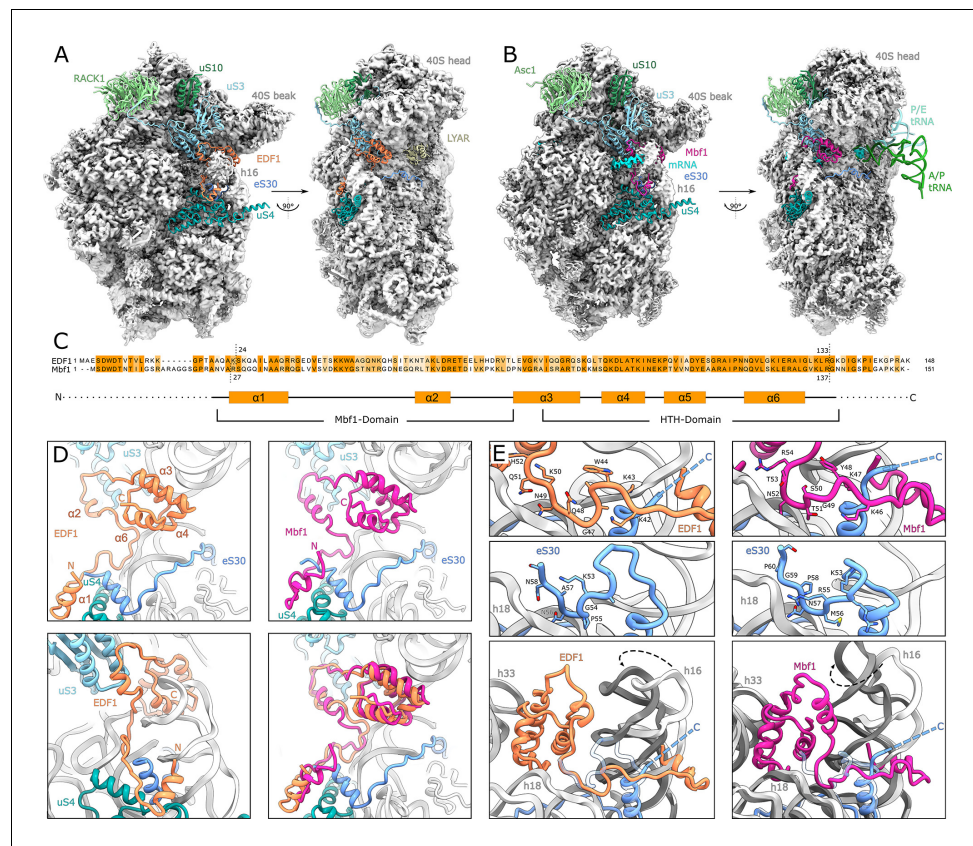 A
RACK1
uS10
uS3
40S head
40S beak
EDF1
h16
eS30
uS4
LYAR
90°
B
Asc1
uS10
uS3
40S head
40S beak
Mbf1
mRNA
eS30
h16
uS4
P/E
tRNA
A/P
tRNA
90°
C
24
133
EDF1
1
148
Mbf1
1
151
27
137
N
α1
α2
α3
α4
α5
α6
C
Mbf1-Domain
HTH-Domain
D
uS3
α3
α2
EDF1
α6
α4
N
uS4
α1
eS30
uS3
C
Mbf1
N
uS4
eS30
uS3
EDF1
C
N
uS4
E
H52
Q51
K50
W44
K43
N49
Q48
G47
K42
C
EDF1
R54
T53
N52
Y48
K47
S50
G49
T51
K46
C
Mbf1
eS30
N58
A57
K53
G54
P55
h18
eS30
P60
G59
P58
K53
R55
N57
M56
h18
EDF1
h16
h33
C
h18
Mbf1
h16
h33
C
h18